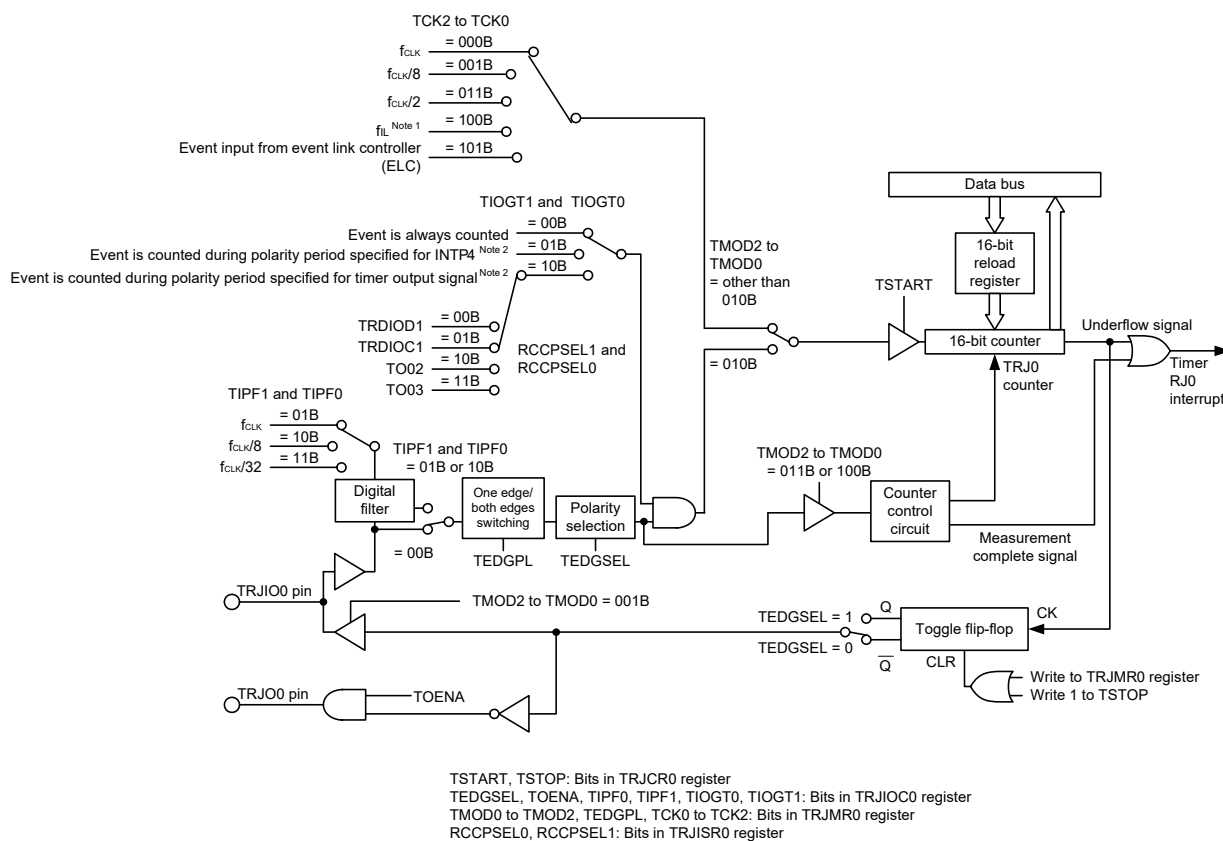 TCK2 to TCK0
fCLK = 000B
fCLK/8 = 001B
fCLK/2 = 011B
fIL Note 1 = 100B
Event input from event link controller = 101B
(ELC)
TIOGT1 and TIOGT0
Event is always counted = 00B
Event is counted during polarity period specified for INTP4 Note 2 = 01B
Event is counted during polarity period specified for timer output signal Note 2 = 10B
TRDIOD1 = 00B
TRDIOC1 = 01B
TO02 = 10B
TO03 = 11B
RCCPSEL1 and
RCCPSEL0
TMOD2 to
TMOD0
= other than
010B
= 010B
TSTART
Data bus
16-bit
reload
register
16-bit counter
TRJ0
counter
Underflow signal
Timer
RJ0
interrupt
TIPF1 and TIPF0
fCLK = 01B
fCLK/8 = 10B
fCLK/32 = 11B
Digital
filter
TIPF1 and TIPF0
= 01B or 10B
= 00B
One edge/
both edges
switching
TEDGPL
Polarity
selection
TEDGSEL
TMOD2 to TMOD0
= 011B or 100B
Counter
control
circuit
Measurement
complete signal
TRJIO0 pin
TMOD2 to TMOD0 = 001B
TEDGSEL = 1
TEDGSEL = 0
Q
Q
Toggle flip-flop
CK
CLR
Write to TRJMR0 register
Write 1 to TSTOP
TRJO0 pin
TOENA
TSTART, TSTOP: Bits in TRJCR0 register
TEDGSEL, TOENA, TIPF0, TIPF1, TIOGT0, TIOGT1: Bits in TRJIOC0 register
TMOD0 to TMOD2, TEDGPL, TCK0 to TCK2: Bits in TRJMR0 register
RCCPSEL0, RCCPSEL1: Bits in TRJISR0 register